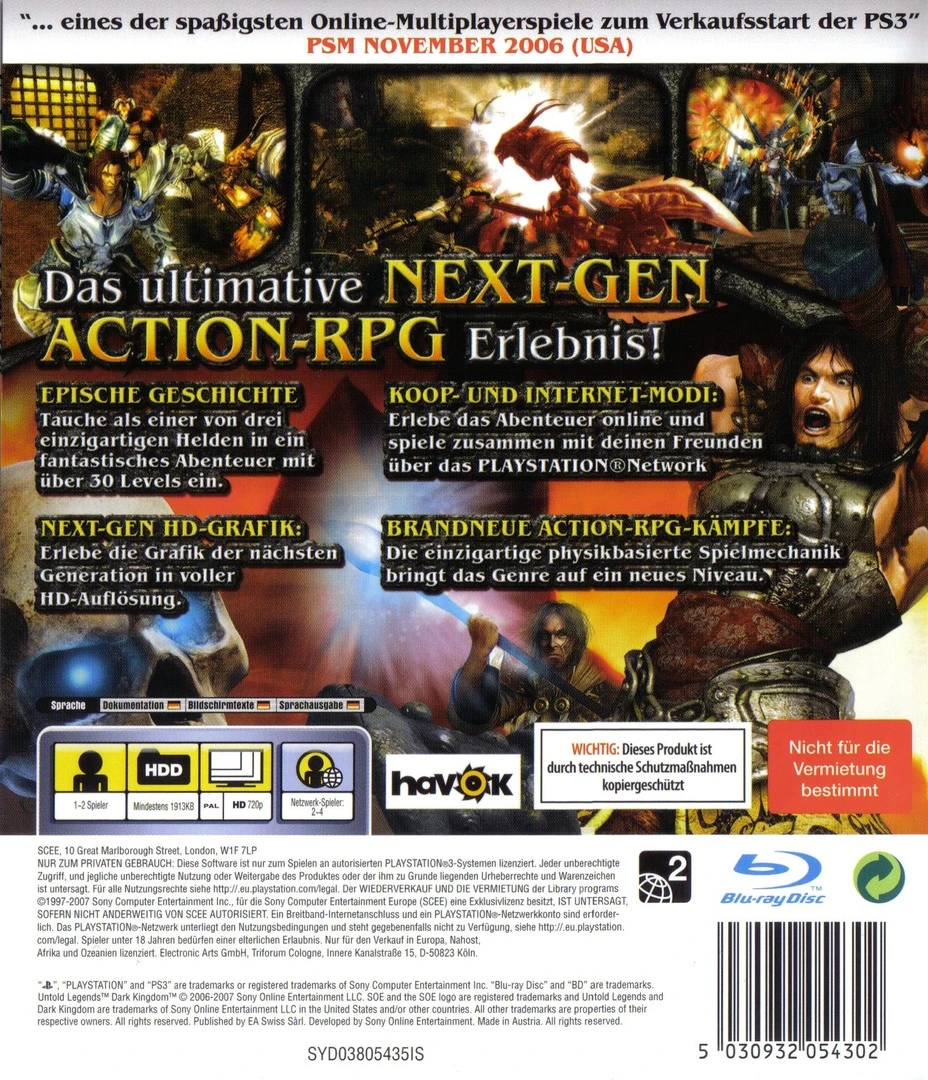 “... eines der spaßigsten Online-Multiplayerspiele zum Verkaufsstart der PS3”
PSM NOVEMBER 2006 (USA)
Das ultimative NEXT-GEN
ACTION-RPG Erlebnis!
EPISCHE GESCHICHTE
Tauche als einer von drei
einzigartigen Helden in ein
fantastisches Abenteuer mit
über 30 Levels ein.
KOOP- UND INTERNET-MODI:
Erlebe das Abenteuer online und
spiele zusammen mit deinen Freunden
über das PLAYSTATION®Network
NEXT-GEN HD-GRAFIK:
Erlebe die Grafik der nächsten
Generation in voller
HD-Auflösung.
BRANDNEUE ACTION-RPG-KÄMPFE:
Die einzigartige physikbasierte Spielmechanik
bringt das Genre auf ein neues Niveau.
Sprache Dokumentation Bildschirmtexte Sprachausgabe
HDD
1-2 Spieler
Mindestens 1913KB
PAL HD 720p
Netzwerk-Spieler:
2-4
havok
WICHTIG: Dieses Produkt ist
durch technische Schutzmaßnahmen
kopiergeschützt
Nicht für die
Vermietung
bestimmt
SCEE, 10 Great Marlborough Street, London, W1F 7LP
NUR ZUM PRIVATEN GEBRAUCH: Diese Software ist nur zum Spielen an autorisierten PLAYSTATION®3-Systemen lizenziert. Jeder unberechtigte
Zugriff, und jegliche unberechtigte Nutzung oder Weitergabe des Produktes oder der ihm zu Grunde liegenden Urheberrechte und Warenzeichen
ist untersagt. Für alle Nutzungsrechte siehe http://.eu.playstation.com/legal. Der WIEDERVERKAUF UND DIE VERMIETUNG der Library programs
©1997-2007 Sony Computer Entertainment Inc., für die Sony Computer Entertainment Europe (SCEE) eine Exklusivlizenz besitzt, IST UNTERSAGT,
SOFERN NICHT ANDERWEITIG VON SCEE AUTORISIERT. Ein Breitband-Internetanschluss und ein PLAYSTATION®-Netzwerkkonto sind erforder-
lich. Das PLAYSTATION®-Netzwerk unterliegt den Nutzungsbedingungen und steht gegebenenfalls nicht zu Verfügung, siehe http://.eu.playstation.
com/legal. Spieler unter 18 Jahren bedürfen einer elterlichen Erlaubnis. Nur für den Verkauf in Europa, Nahost,
Afrika und Ozeanien lizenziert. Electronic Arts GmbH, Triforum Cologne, Innere Kanalstraße 15, D-50823 Köln.
2
Blu-ray Disc™
“”, “PLAYSTATION” and “PS3” are trademarks or registered trademarks of Sony Computer Entertainment Inc. “Blu-ray Disc” and “BD” are trademarks.
Untold Legends™ Dark Kingdom™ © 2006-2007 Sony Online Entertainment LLC. SOE and the SOE logo are registered trademarks and Untold Legends and
Dark Kingdom are trademarks of Sony Online Entertainment LLC in the United States and/or other countries. All other trademarks are properties of their
respective owners. All rights reserved. Published by EA Swiss Sàrl. Developed by Sony Online Entertainment. Made in Austria. All rights reserved.
SYD03805435IS
5 030932 054302